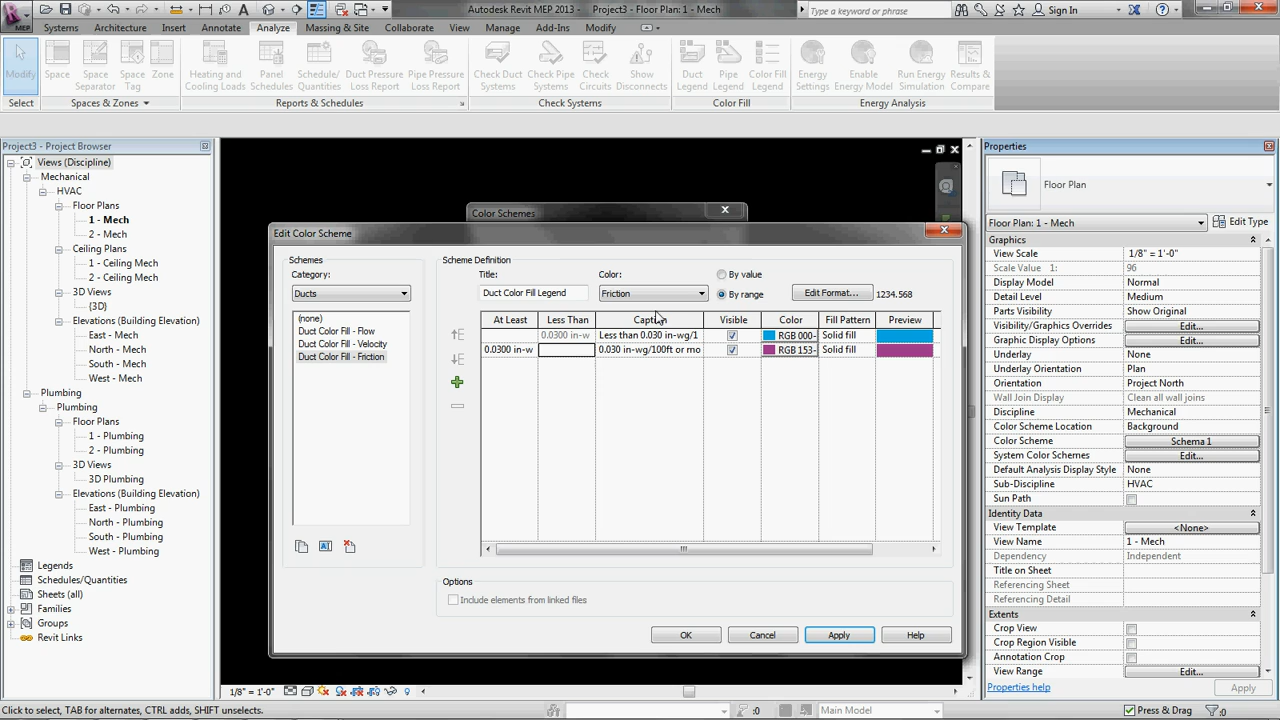 Autodesk Revit MEP 2013 - Project3 - Floor Plan: 1 - Mech
Type a keyword or phrase
Sign In
MEP
Systems Architecture Insert Annotate Analyze Massing & Site Collaborate View Manage Add-Ins Modify
Modify
Space
Space Separator
Space Tag
Zone
Heating and Cooling Loads
Panel Schedules
Schedule/ Quantities
Duct Pressure Loss Report
Pipe Pressure Loss Report
Check Duct Systems
Check Pipe Systems
Check Circuits
Show Disconnects
Duct Legend
Pipe Legend
Color Fill Legend
Energy Settings
Enable Energy Model
Run Energy Simulation
Results & Compare
Select
Spaces & Zones
Reports & Schedules
Check Systems
Color Fill
Energy Analysis
Project3 - Project Browser
Views (Discipline)
Mechanical
HVAC
Floor Plans
1 - Mech
2 - Mech
Ceiling Plans
1 - Ceiling Mech
2 - Ceiling Mech
3D Views
{3D}
Elevations (Building Elevation)
East - Mech
North - Mech
South - Mech
West - Mech
Plumbing
Plumbing
Floor Plans
1 - Plumbing
2 - Plumbing
3D Views
3D Plumbing
Elevations (Building Elevation)
East - Plumbing
North - Plumbing
South - Plumbing
West - Plumbing
Legends
Schedules/Quantities
Sheets (all)
Families
Groups
Revit Links
Color Schemes
Edit Color Scheme
Schemes
Category:
Ducts
(none)
Duct Color Fill - Flow
Duct Color Fill - Velocity
Duct Color Fill - Friction
Scheme Definition
Title:
Duct Color Fill Legend
Color:
Friction
By value
By range
Edit Format...
1234.568
At Least Less Than Caption Visible Color Fill Pattern Preview
0.0300 in-w Less than 0.030 in-wg/1 RGB 000- Solid fill
0.0300 in-w 0.030 in-wg/100ft or mo RGB 153- Solid fill
Options
Include elements from linked files
OK Cancel Apply Help
Properties
Floor Plan
Floor Plan: 1 - Mech Edit Type
Graphics
View Scale 1/8" = 1'-0"
Scale Value 1: 96
Display Model Normal
Detail Level Medium
Parts Visibility Show Original
Visibility/Graphics Overrides Edit...
Graphic Display Options Edit...
Underlay None
Underlay Orientation Plan
Orientation Project North
Wall Join Display Clean all wall joins
Discipline Mechanical
Color Scheme Location Background
Color Scheme Schema 1
System Color Schemes Edit...
Default Analysis Display Style None
Sub-Discipline HVAC
Sun Path
Identity Data
View Template <None>
View Name 1 - Mech
Dependency Independent
Title on Sheet
Referencing Sheet
Referencing Detail
Extents
Crop View
Crop Region Visible
Annotation Crop
View Range Edit...
Properties help Apply
1/8" = 1'-0"
Click to select, TAB for alternates, CTRL adds, SHIFT unselects.
:0
Main Model
Press & Drag
:0